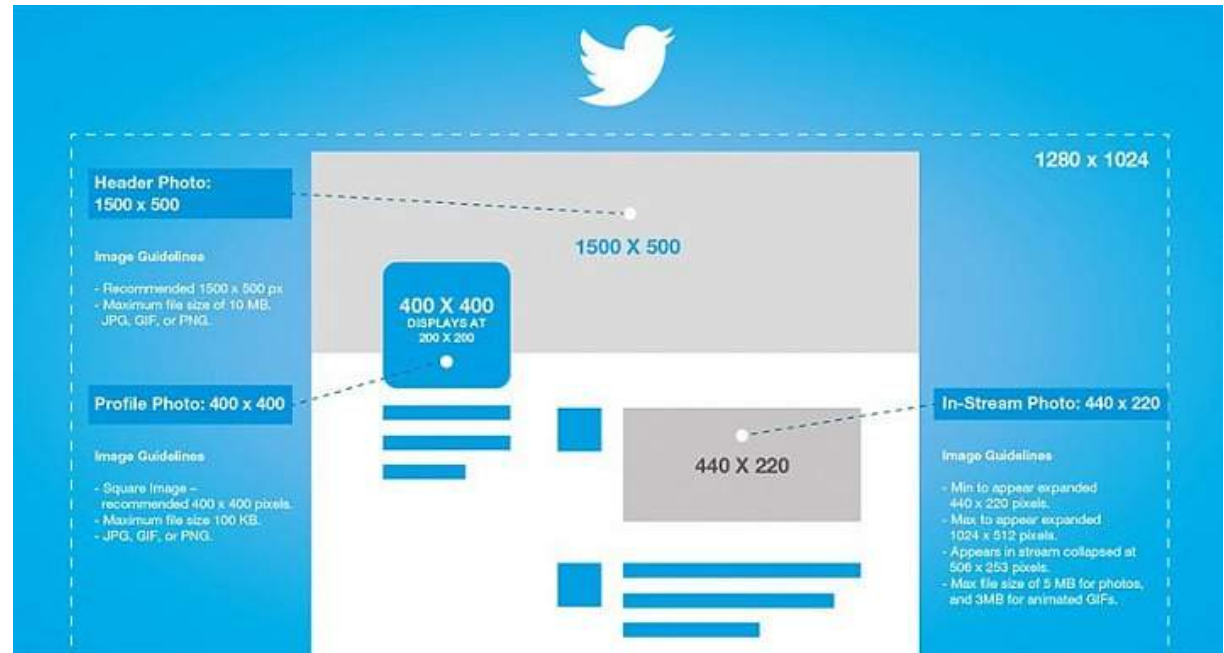 1280 x 1024
Header Photo:
1500 x 500
Image Guidelines
- Recommended 1500 x 500 px
- Maximum file size of 10 MB.
JPG, GIF, or PNG.
1500 X 500
400 X 400
DISPLAYS AT
200 X 200
Profile Photo: 400 x 400
Image Guidelines
- Square Image –
recommended 400 x 400 pixels.
- Maximum file size 100 KB.
- JPG, GIF, or PNG.
440 X 220
In-Stream Photo: 440 x 220
Image Guidelines
- Min to appear expanded
440 x 220 pixels.
- Max to appear expanded
1024 x 512 pixels.
- Appears in stream collapsed at
506 x 253 pixels.
- Max file size of 5 MB for photos,
and 3MB for animated GIFs.